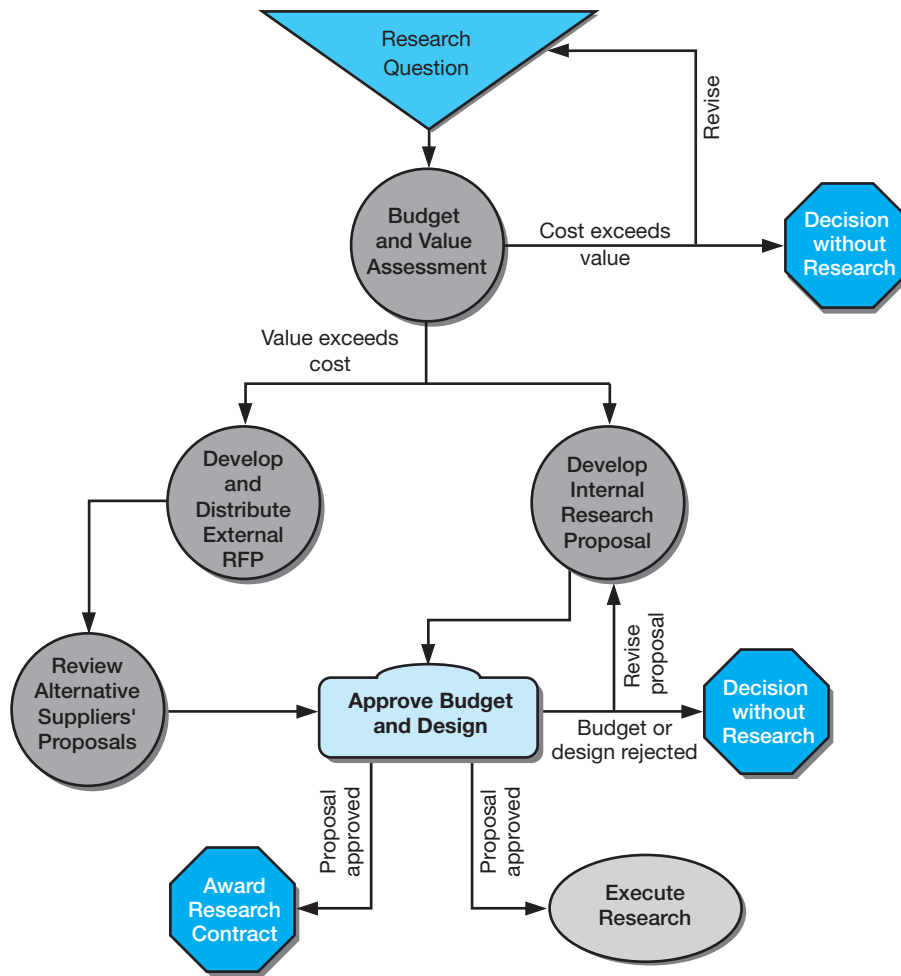 Research
Question
Revise
Budget
and Value
Assessment
Cost exceeds
value
Decision
without
Research
Value exceeds
cost
Develop
and
Distribute
External
RFP
Develop
Internal
Research
Proposal
Review
Alternative
Suppliers'
Proposals
Approve Budget
and Design
Revise
proposal
Budget or
design rejected
Decision
without
Research
Proposal
approved
Proposal
approved
Award
Research
Contract
Execute
Research